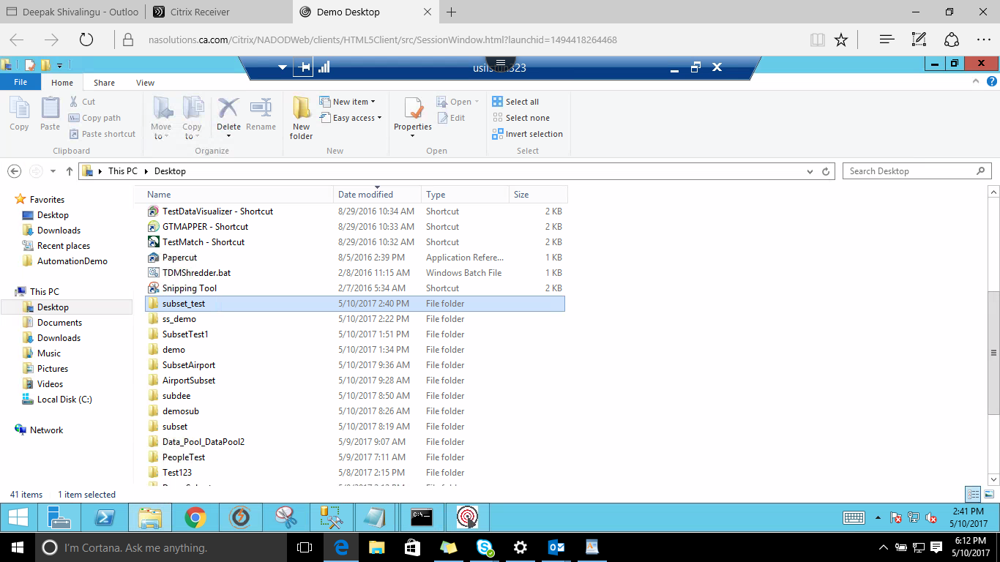 Deepak Shivalingu - Outloo
Citrix Receiver
Demo Desktop
nasolutions.ca.com/Citrix/NADODWeb/clients/HTML5Client/src/SessionWindow.html?launchid=1494418264468
File Home Share View
Cut
Copy path
Paste shortcut
Copy
Paste
Clipboard
Move to
Copy to
Delete
Rename
Organize
New folder
New item
Easy access
New
Properties
Open
Edit
Open
Select all
Select none
Invert selection
Select
This PC Desktop
Search Desktop
Favorites
Desktop
Downloads
Recent places
AutomationDemo
This PC
Desktop
Documents
Downloads
Music
Pictures
Videos
Local Disk (C:)
Network
Name Date modified Type Size
TestDataVisualizer - Shortcut 8/29/2016 10:34 AM Shortcut 2 KB
GTMAPPER - Shortcut 8/29/2016 10:33 AM Shortcut 2 KB
TestMatch - Shortcut 8/29/2016 10:32 AM Shortcut 2 KB
Papercut 8/5/2016 2:39 PM Application Refere... 1 KB
TDMShredder.bat 2/8/2016 11:15 AM Windows Batch File 1 KB
Snipping Tool 2/7/2016 5:34 AM Shortcut 2 KB
subset_test 5/10/2017 2:40 PM File folder
ss_demo 5/10/2017 2:22 PM File folder
SubsetTest1 5/10/2017 1:51 PM File folder
demo 5/10/2017 1:34 PM File folder
SubsetAirport 5/10/2017 9:36 AM File folder
AirportSubset 5/10/2017 9:28 AM File folder
subdee 5/10/2017 8:50 AM File folder
demosub 5/10/2017 8:26 AM File folder
subset 5/10/2017 8:19 AM File folder
Data_Pool_DataPool2 5/9/2017 9:07 AM File folder
PeopleTest 5/9/2017 7:11 AM File folder
Test123 5/8/2017 2:15 PM File folder
41 items 1 item selected
2:41 PM
5/10/2017
I'm Cortana. Ask me anything.
6:12 PM
5/10/2017